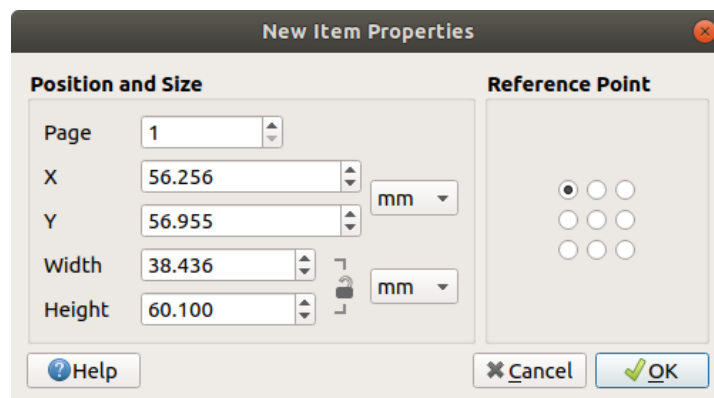 New Item Properties
Position and Size
Reference Point
Page 1
X 56.256
mm
Y 56.955
Width 38.436
mm
Height 60.100
Help
Cancel
OK